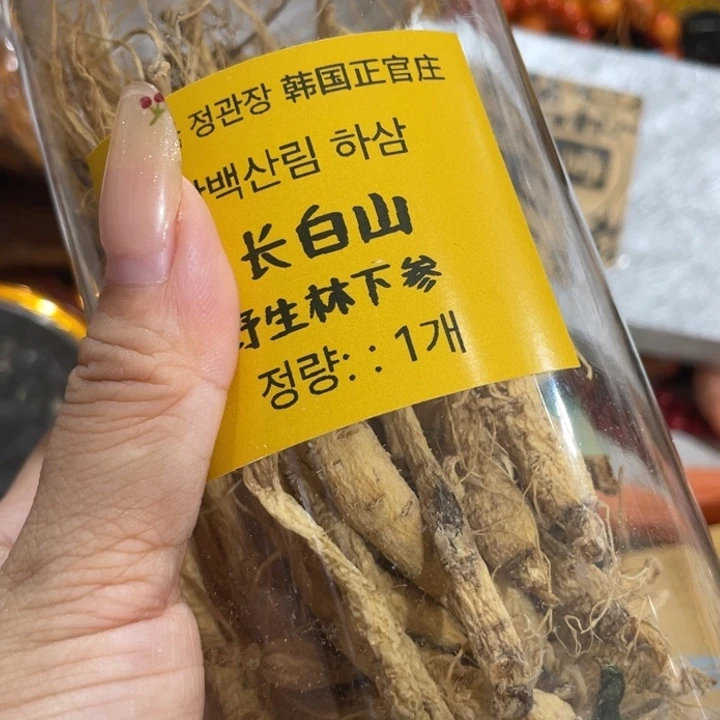 정관장 韩国正官庄
백산림 하삼
长白山
野生林下参
정량: : 1개